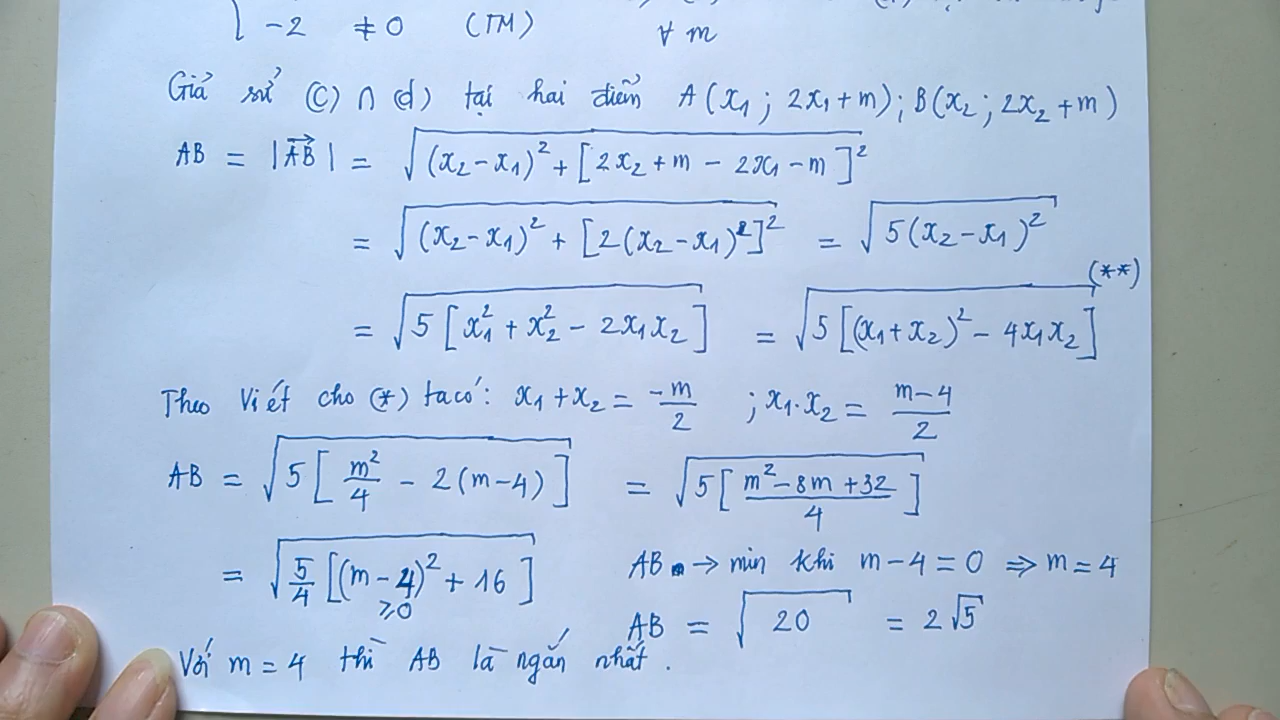 -2 ≠ 0 (TM) ∀ m
Giả sử (C) ∩ (d) tại hai điểm A(x₁ ; 2x₁ + m) ; B(x₂ ; 2x₂ + m)
AB = |AB→| = √((x₂ - x₁)² + [2x₂ + m - 2x₁ - m]²)
= √((x₂ - x₁)² + [2(x₂ - x₁)²]²) = √(5(x₂ - x₁)²)
= √(5[x₁² + x₂² - 2x₁x₂]) = √(5[(x₁ + x₂)² - 4x₁x₂]) (**)
Theo Viét cho (*) ta có: x₁ + x₂ = -m/2 ; x₁.x₂ = (m-4)/2
AB = √(5[m²/4 - 2(m-4)]) = √(5[(m² - 8m + 32)/4])
= √(5/4 [(m-4)² + 16]) AB → min khi m - 4 = 0 ⇒ m = 4
≥0
AB = √20 = 2√5
Với m = 4 thì AB là ngắn nhất.